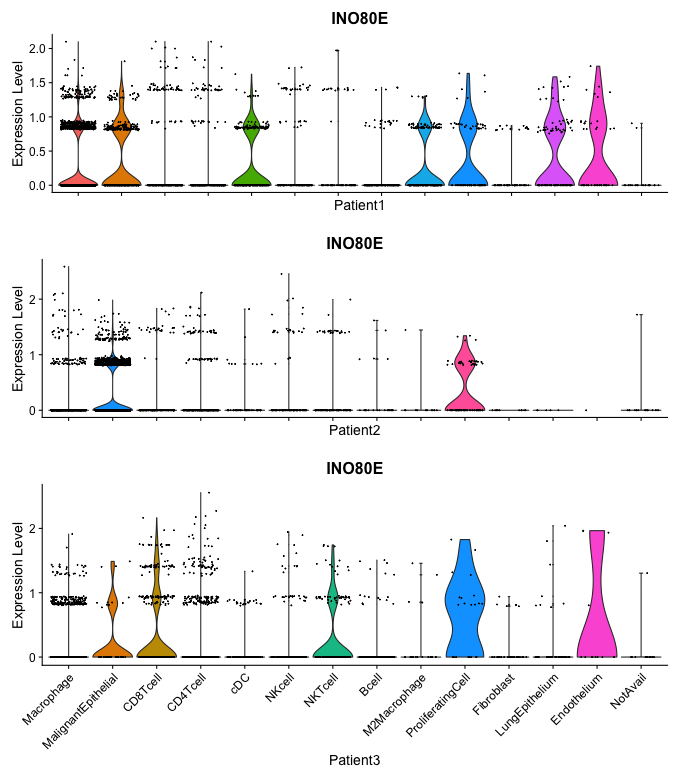 INO80E
Expression Level
2.0
1.5
1.0
0.5
0.0
Patient1
INO80E
Expression Level
2
1
0
Patient2
INO80E
Expression Level
2
1
0
Macrophage
MalignantEpithelial
CD8Tcell
CD4Tcell
cDC
NKcell
NKTcell
Bcell
M2Macrophage
ProliferatingCell
Fibroblast
LungEpithelium
Endothelium
NotAvail
Patient3